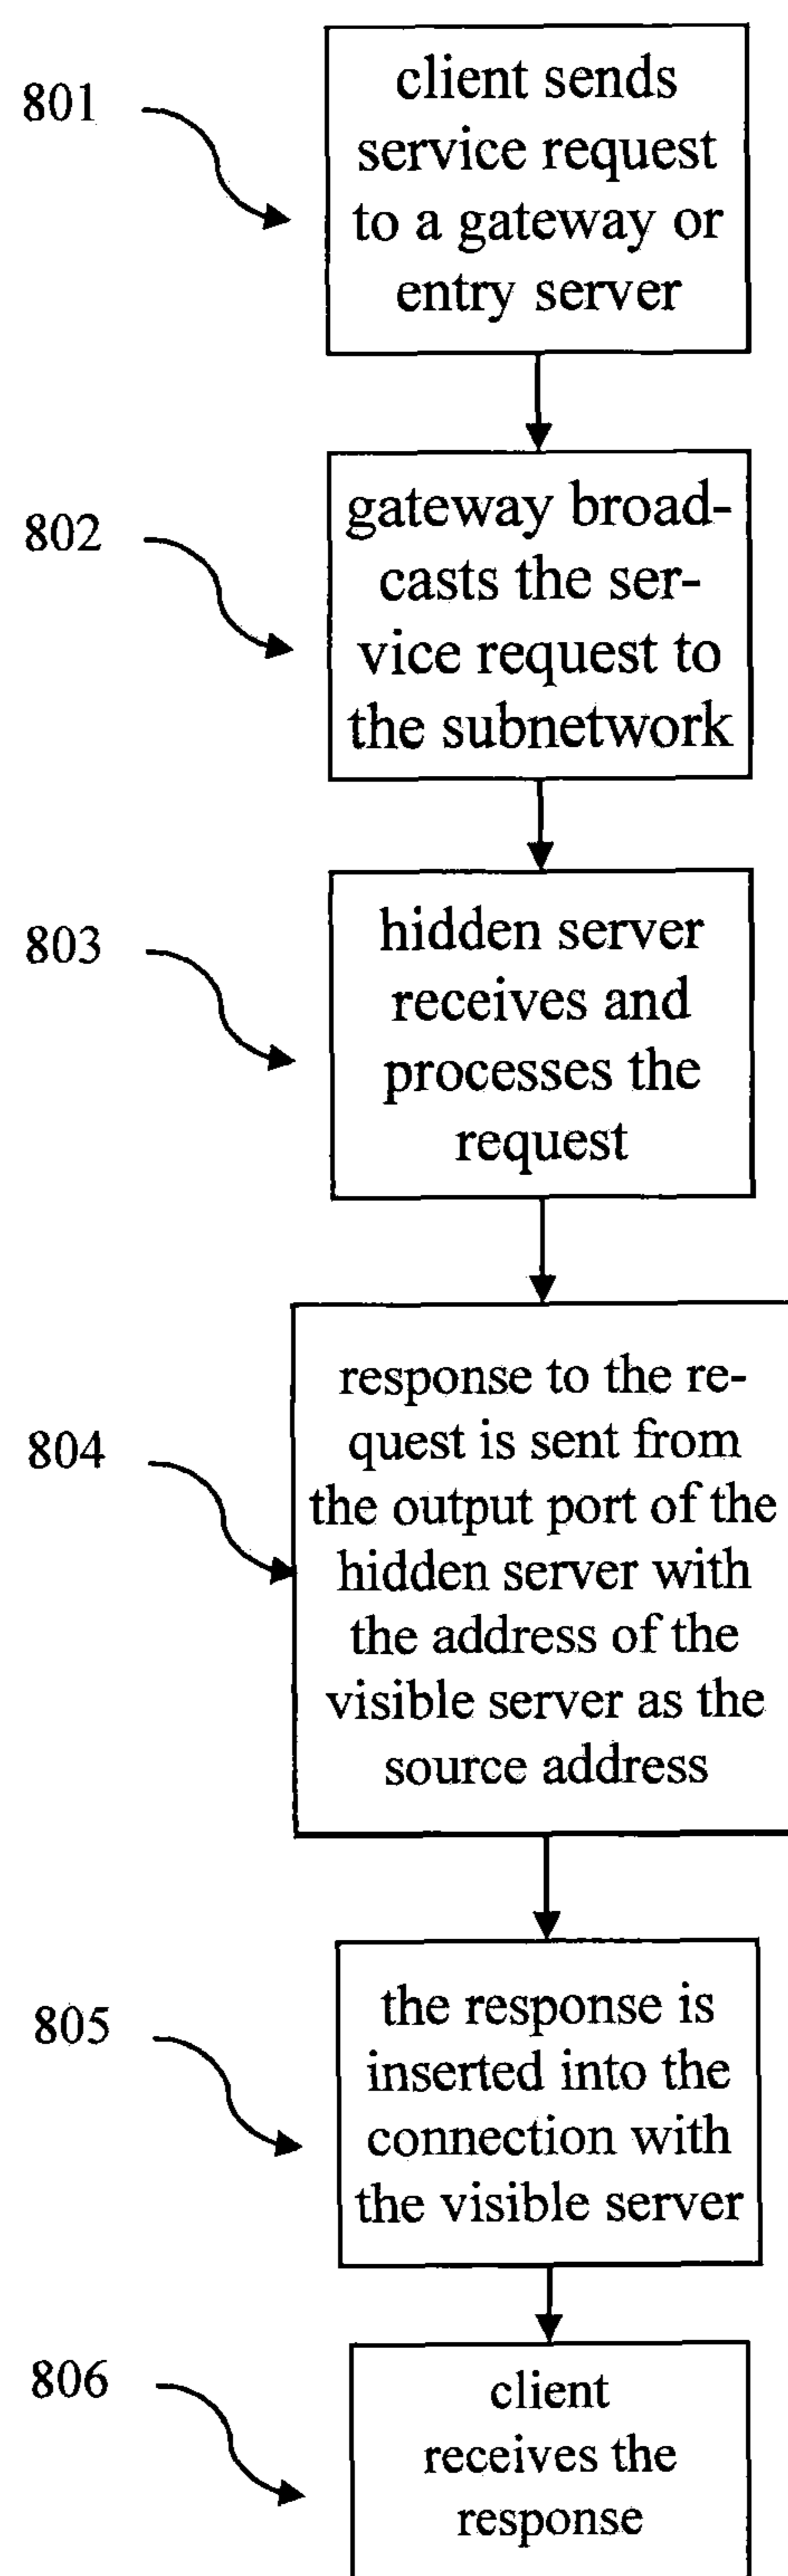 801
client sends
service request
to a gateway or
entry server
802
gateway broad-
casts the ser-
vice request to
the subnetwork
803
hidden server
receives and
processes the
request
804
response to the re-
quest is sent from
the output port of the
hidden server with
the address of the
visible server as the
source address
805
the response is
inserted into the
connection with
the visible server
806
client
receives the
response